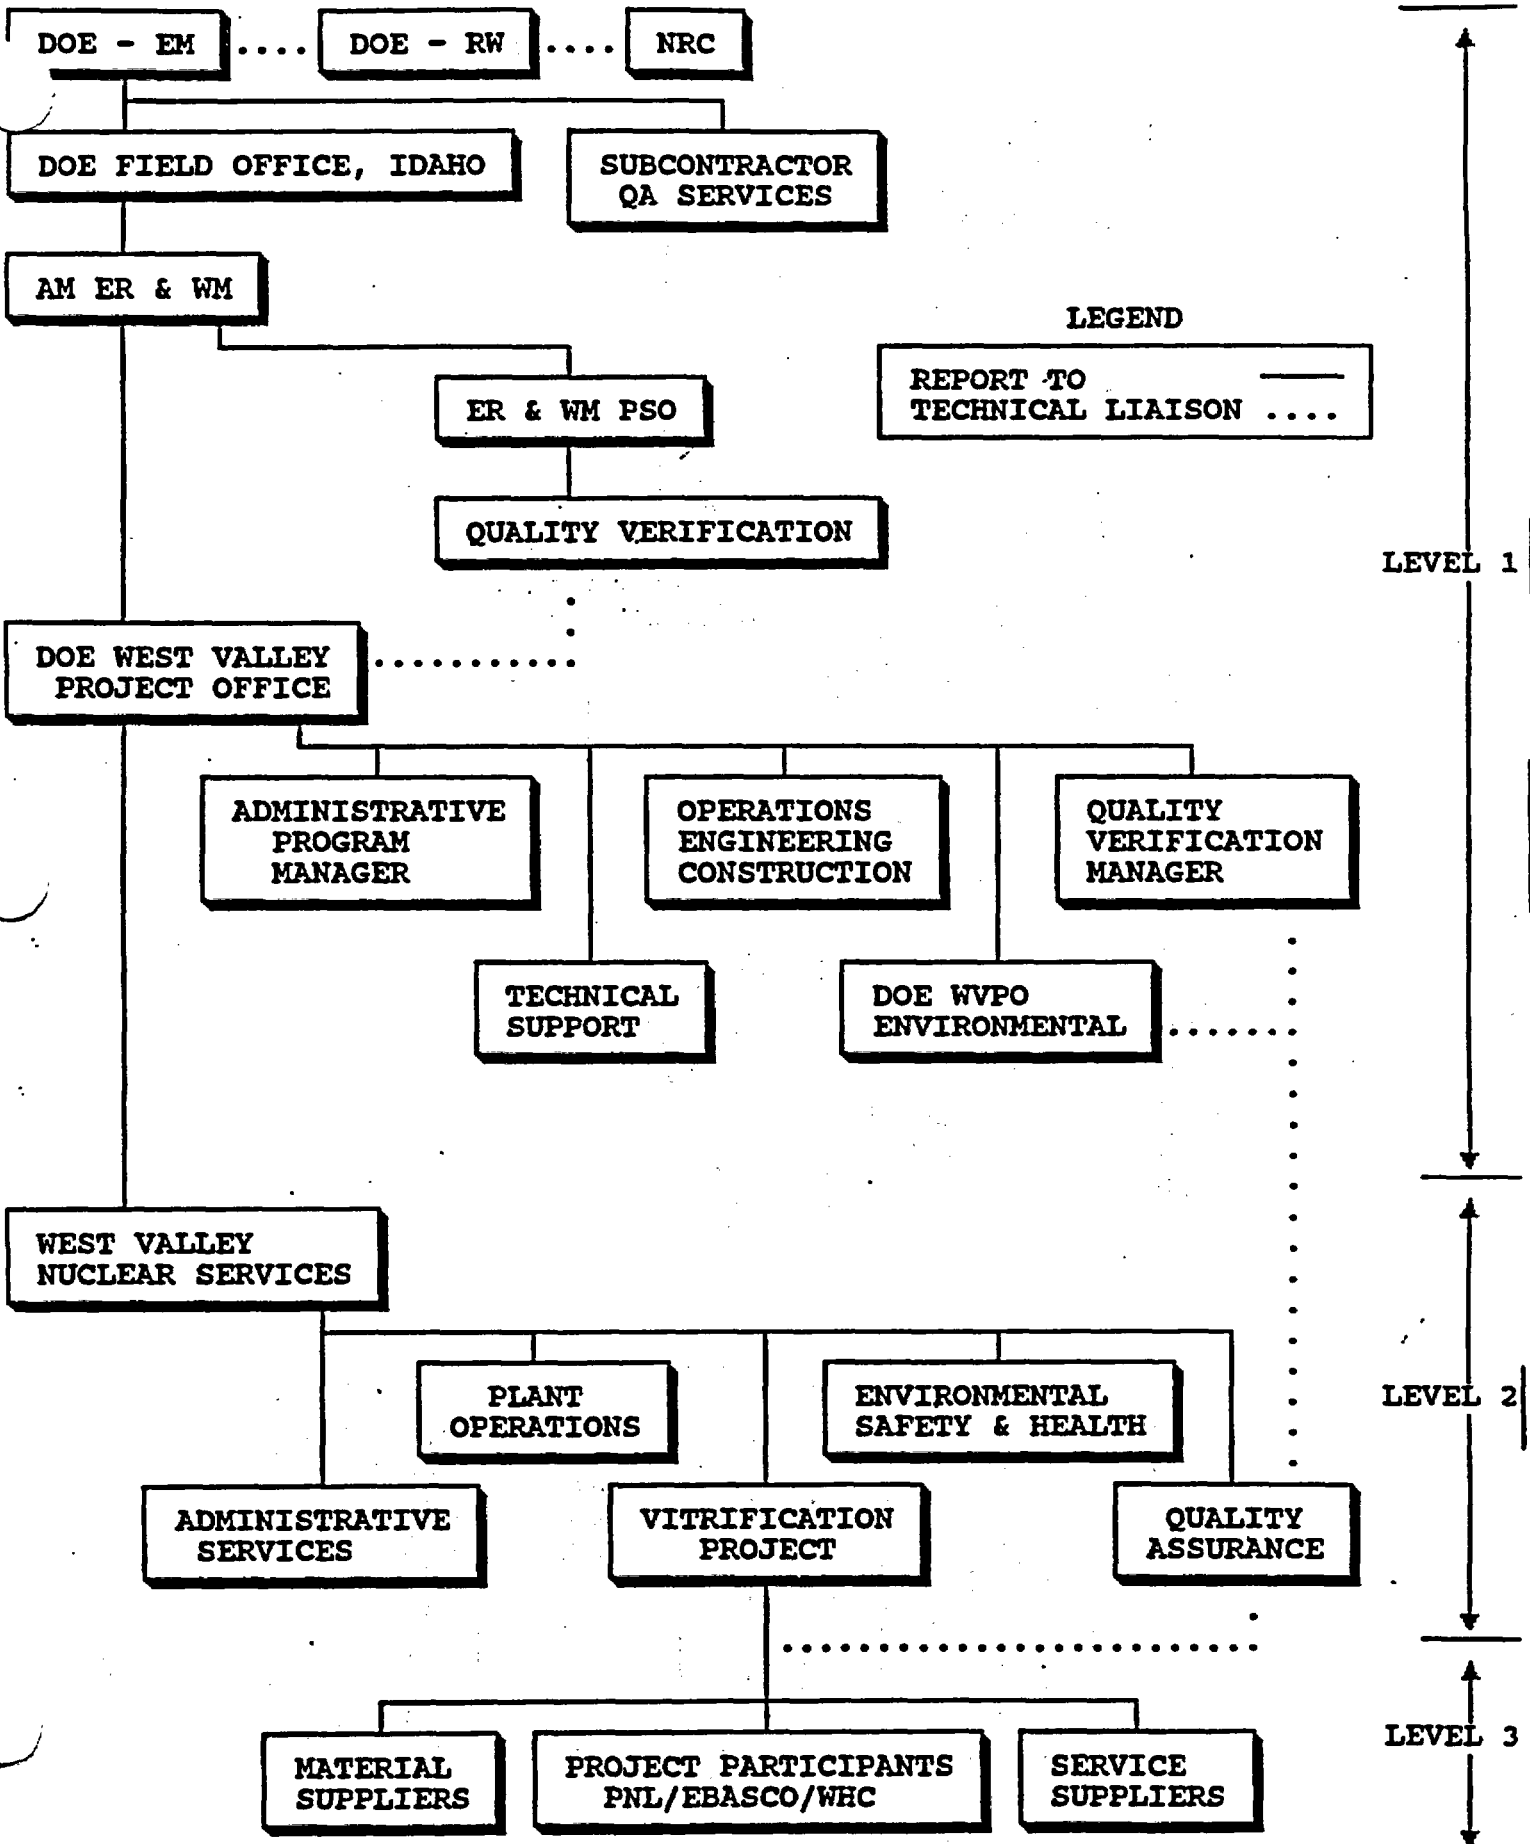 DOE - EM
DOE - RW
NRC
DOE FIELD OFFICE, IDAHO
SUBCONTRACTOR
QA SERVICES
AM ER & WM
LEGEND
REPORT TO
TECHNICAL LIAISON
ER & WM PSO
QUALITY VERIFICATION
LEVEL 1
DOE WEST VALLEY
PROJECT OFFICE
ADMINISTRATIVE
PROGRAM
MANAGER
OPERATIONS
ENGINEERING
CONSTRUCTION
QUALITY
VERIFICATION
MANAGER
TECHNICAL
SUPPORT
DOE WVPO
ENVIRONMENTAL
WEST VALLEY
NUCLEAR SERVICES
PLANT
OPERATIONS
ENVIRONMENTAL
SAFETY & HEALTH
LEVEL 2
ADMINISTRATIVE
SERVICES
VITRIFICATION
PROJECT
QUALITY
ASSURANCE
LEVEL 3
MATERIAL
SUPPLIERS
PROJECT PARTICIPANTS
PNL/EBASCO/WHC
SERVICE
SUPPLIERS